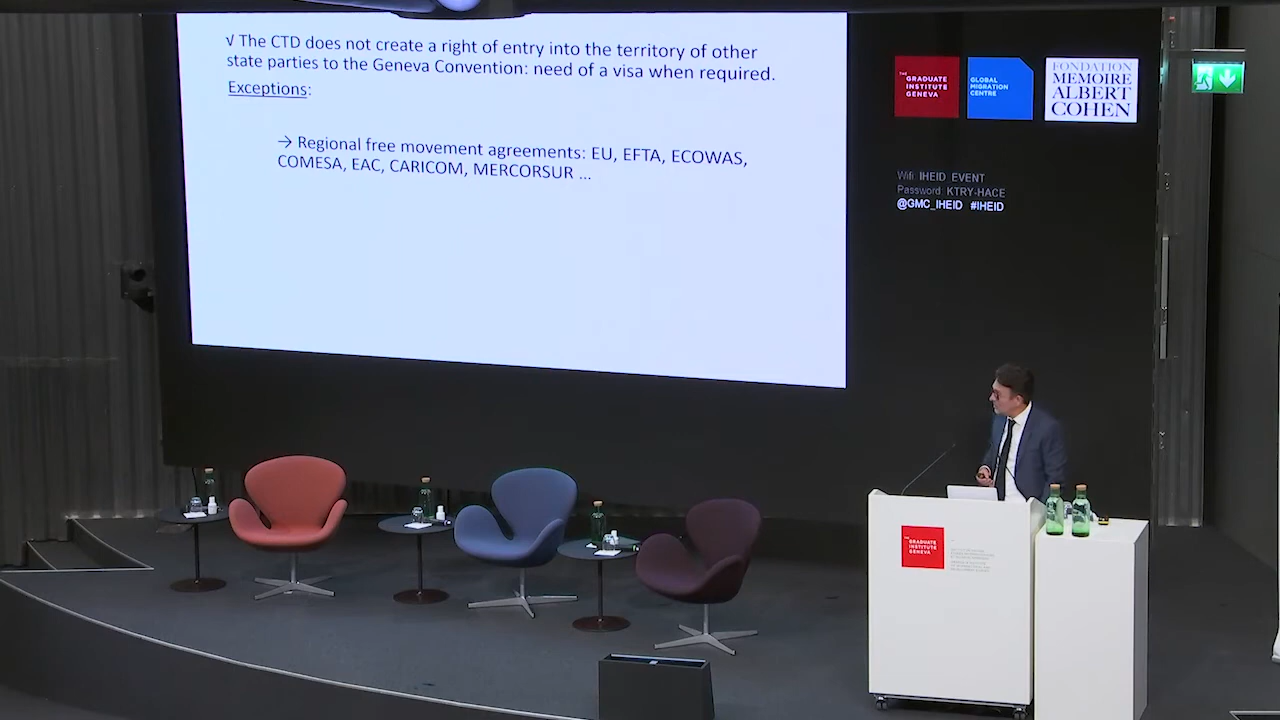 √ The CTD does not create a right of entry into the territory of other
state parties to the Geneva Convention: need of a visa when required.
Exceptions:
→ Regional free movement agreements: EU, EFTA, ECOWAS,
COMESA, EAC, CARICOM, MERCORSUR ...
THE
GRADUATE
INSTITUTE
GENEVA
GLOBAL
MIGRATION
CENTRE
FONDATION
MEMOIRE
ALBERT
COHEN
Wifi IHEID_EVENT
Password KTRY-HACE
@GMC_IHEID #IHEID
THE
GRADUATE
INSTITUTE
GENEVA